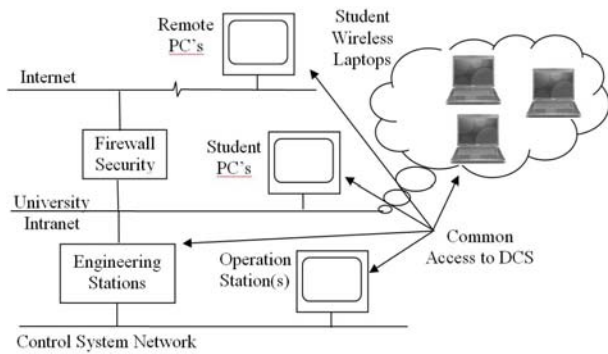 Remote
PC's
Student
Wireless
Laptops
Internet
Firewall
Security
Student
PC's
University
Intranet
Engineering
Stations
Operation
Station(s)
Common
Access to DCS
Control System Network